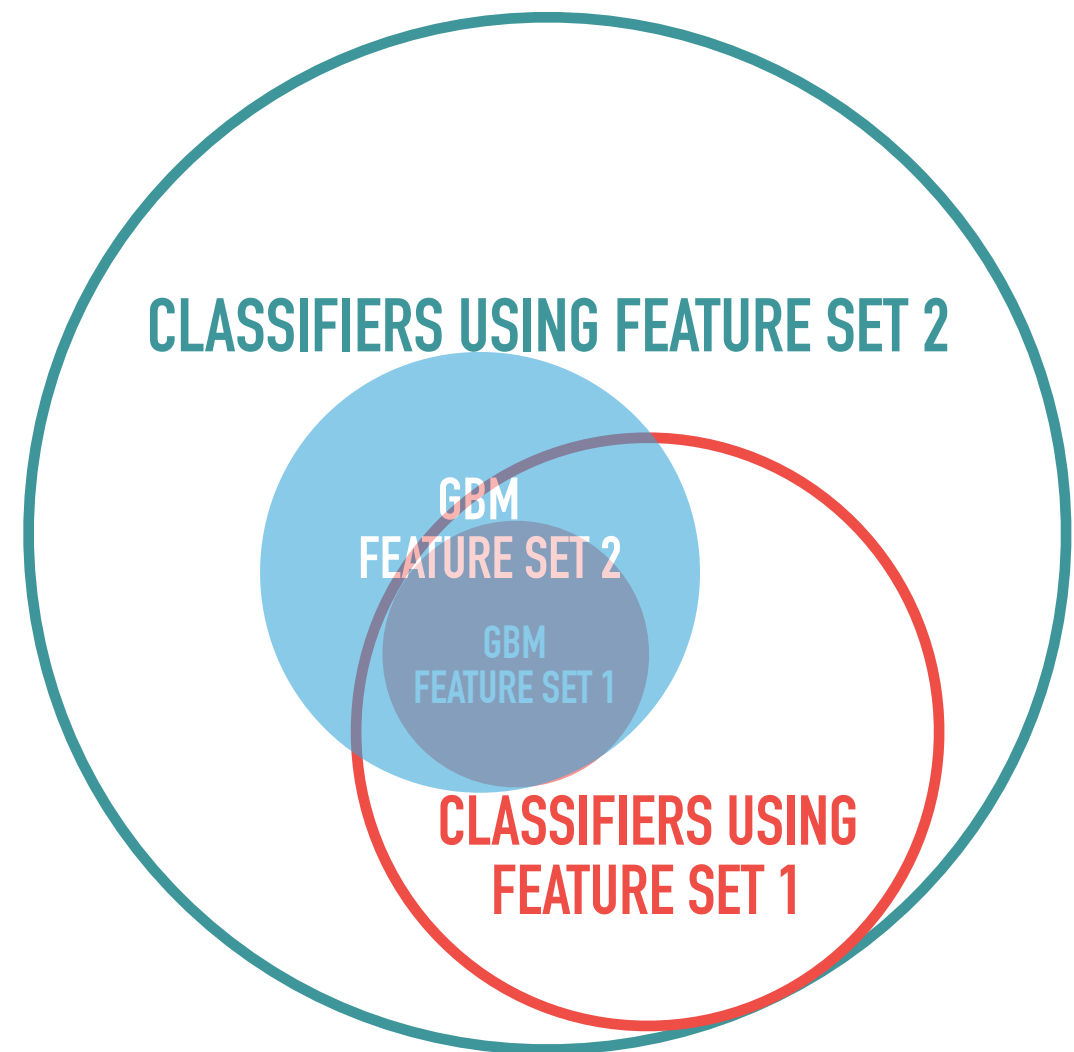 CLASSIFIERS USING FEATURE SET 2
GBM
FEATURE SET 2
GBM
FEATURE SET 1
CLASSIFIERS USING
FEATURE SET 1